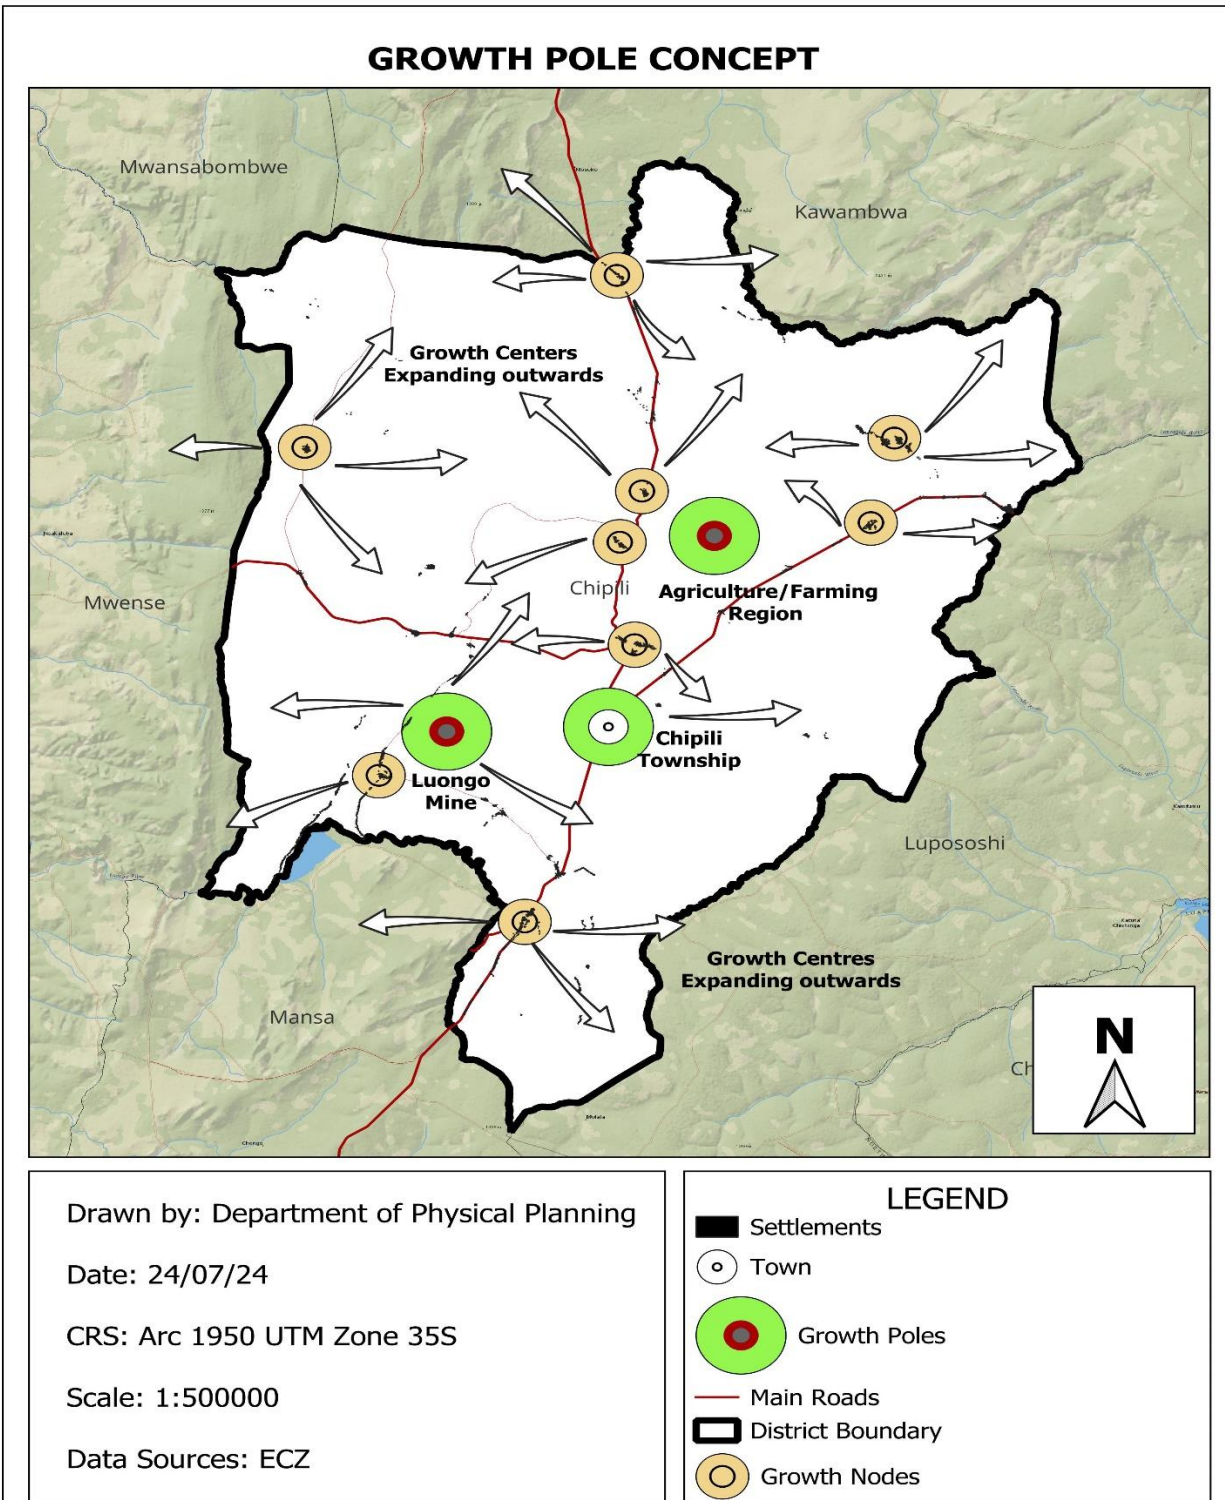 GROWTH POLE CONCEPT
Mwansabombwe
Kawambwa
Growth Centers
Expanding outwards
Chipili
Agriculture/Farming
Region
Mwense
Chipili
Township
Luongo
Mine
Lupososhi
Growth Centres
Expanding outwards
Mansa
Ch
N
Drawn by: Department of Physical Planning
Date: 24/07/24
CRS: Arc 1950 UTM Zone 35S
Scale: 1:500000
Data Sources: ECZ
LEGEND
Settlements
Town
Growth Poles
Main Roads
District Boundary
Growth Nodes